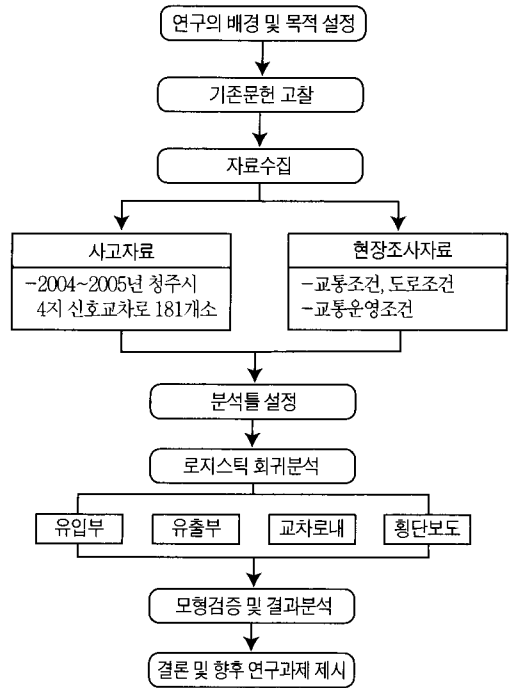 연구의 배경 및 목적 설정
기존문헌 고찰
자료수집
사고자료
-2004~2005년 청주시
4지 신호교차로 181개소
현장조사자료
-교통조건, 도로조건
-교통운영조건
분석틀 설정
로지스틱 회귀분석
유입부
유출부
교차로내
횡단보도
모형검증 및 결과분석
결론 및 향후 연구과제 제시